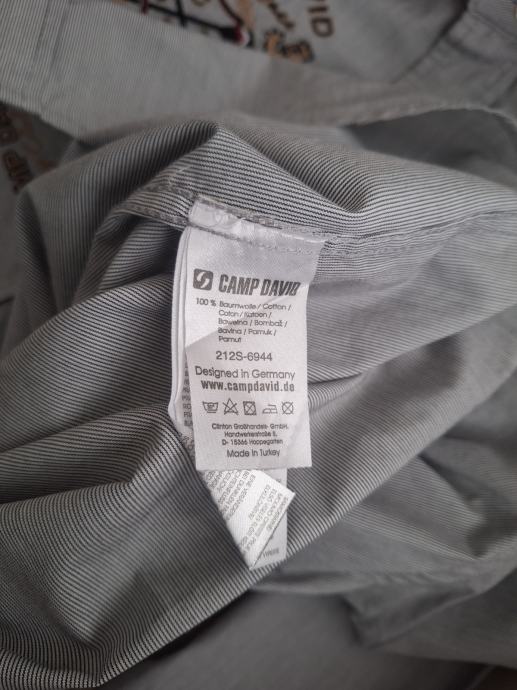 CAMP DAVID
100 % Baumwolle / Cotton /
Coton / Katoen /
Bawełna / Bombaž /
Bavlna / Pamuk /
Pamut
212S-6944
Designed in Germany
www.campdavid.de
Clinton Großhandels- GmbH,
Handwerkerstraße 8,
D- 15366 Hoppegarten
Made in Turkey